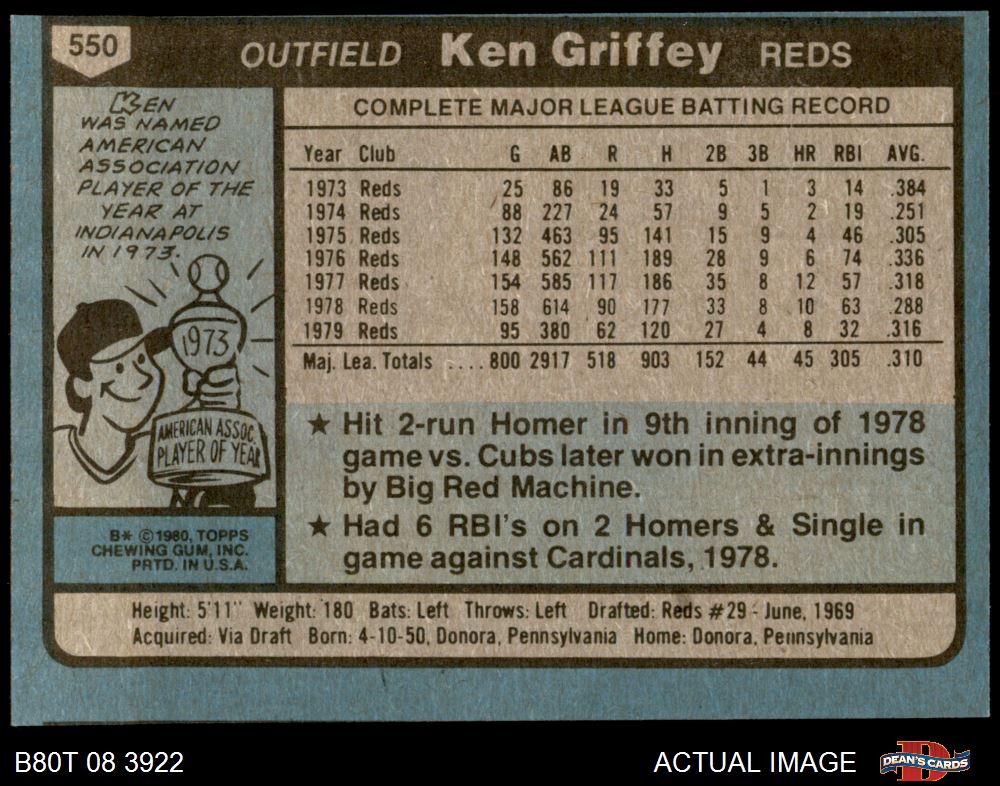 550
OUTFIELD Ken Griffey REDS
KEN
WAS NAMED
AMERICAN
ASSOCIATION
PLAYER OF THE
YEAR AT
INDIANAPOLIS
IN 1973.
1973
AMERICAN ASSOC.
PLAYER OF YEAR
B* ©1980, TOPPS
CHEWING GUM, INC.
PRTD. IN U.S.A.
COMPLETE MAJOR LEAGUE BATTING RECORD
Year Club G AB R H 2B 3B HR RBI AVG.
1973 Reds 25 86 19 33 5 1 3 14 .384
1974 Reds 88 227 24 57 9 5 2 19 .251
1975 Reds 132 463 95 141 15 9 4 46 .305
1976 Reds 148 562 111 189 28 9 6 74 .336
1977 Reds 154 585 117 186 35 8 12 57 .318
1978 Reds 158 614 90 177 33 8 10 63 .288
1979 Reds 95 380 62 120 27 4 8 32 .316
Maj. Lea. Totals ....800 2917 518 903 152 44 45 305 .310
★ Hit 2-run Homer in 9th inning of 1978
game vs. Cubs later won in extra-innings
by Big Red Machine.
★ Had 6 RBI's on 2 Homers & Single in
game against Cardinals, 1978.
Height: 5'11" Weight: 180 Bats: Left Throws: Left Drafted: Reds #29 - June, 1969
Acquired: Via Draft Born: 4-10-50, Donora, Pennsylvania Home: Donora, Pennsylvania
B80T 08 3922
ACTUAL IMAGE
D
DEAN'S CARDS